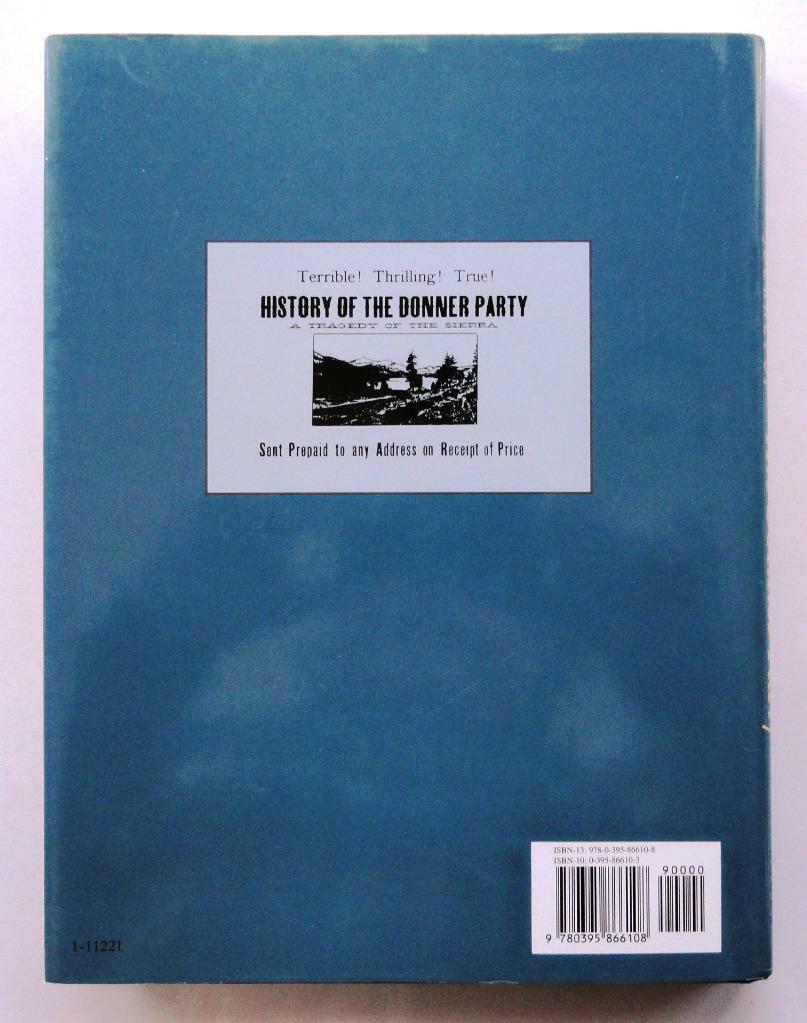 Terrible! Thrilling! True!
HISTORY OF THE DONNER PARTY
A TRAGEDY OF THE SIERRA
Sent Prepaid to any Address on Receipt of Price
ISBN-13: 978-0-395-86610-8
ISBN-10: 0-395-86610-3
90000
9 780395 866108
1-11221